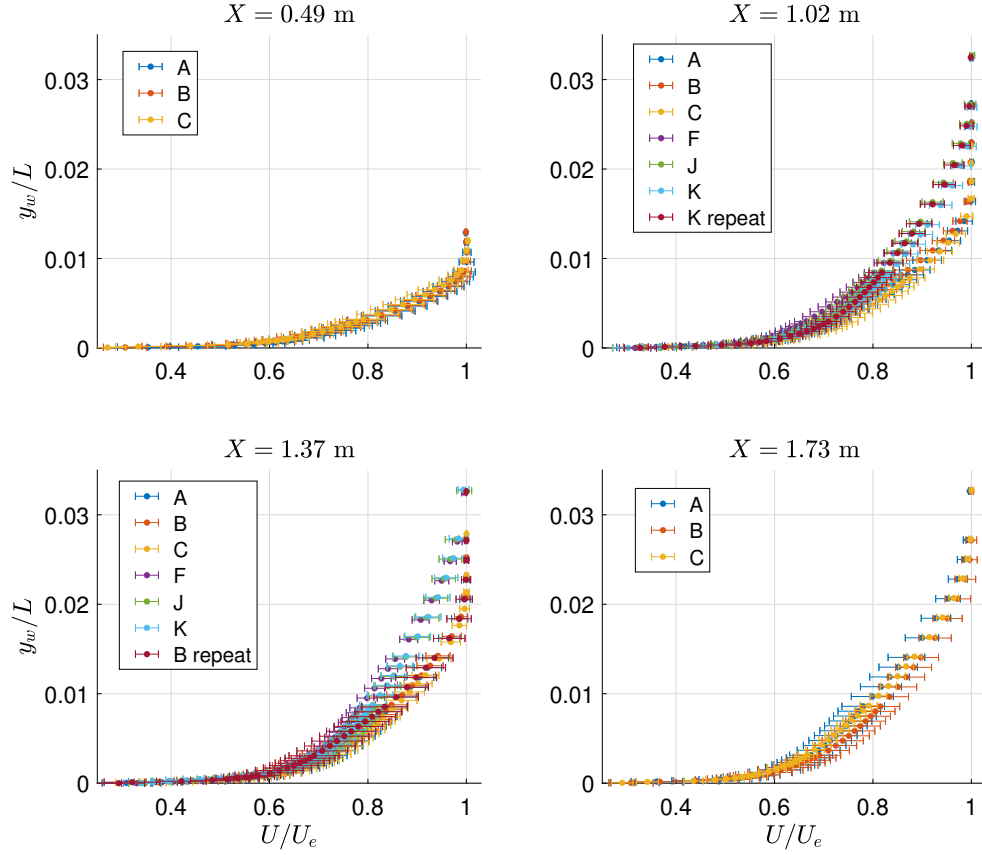 X = 0.49 m
y_w/L
0.03
0.02
0.01
0
0.4 0.6 0.8 1
A
B
C
X = 1.02 m
0.03
0.02
0.01
0
0.4 0.6 0.8 1
A
B
C
F
J
K
K repeat
X = 1.37 m
y_w/L
0.03
0.02
0.01
0
0.4 0.6 0.8 1
U/U_e
A
B
C
F
J
K
B repeat
X = 1.73 m
0.03
0.02
0.01
0
0.4 0.6 0.8 1
U/U_e
A
B
C